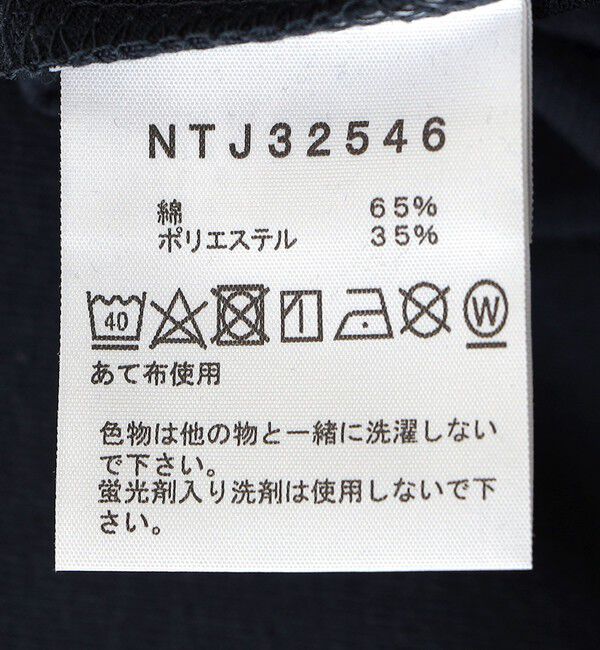 NTJ32546
綿 65%
ポリエステル 35%
40 W
あて布使用
色物は他の物と一緒に洗濯しない
で下さい。
蛍光剤入り洗剤は使用しないで下
さい。